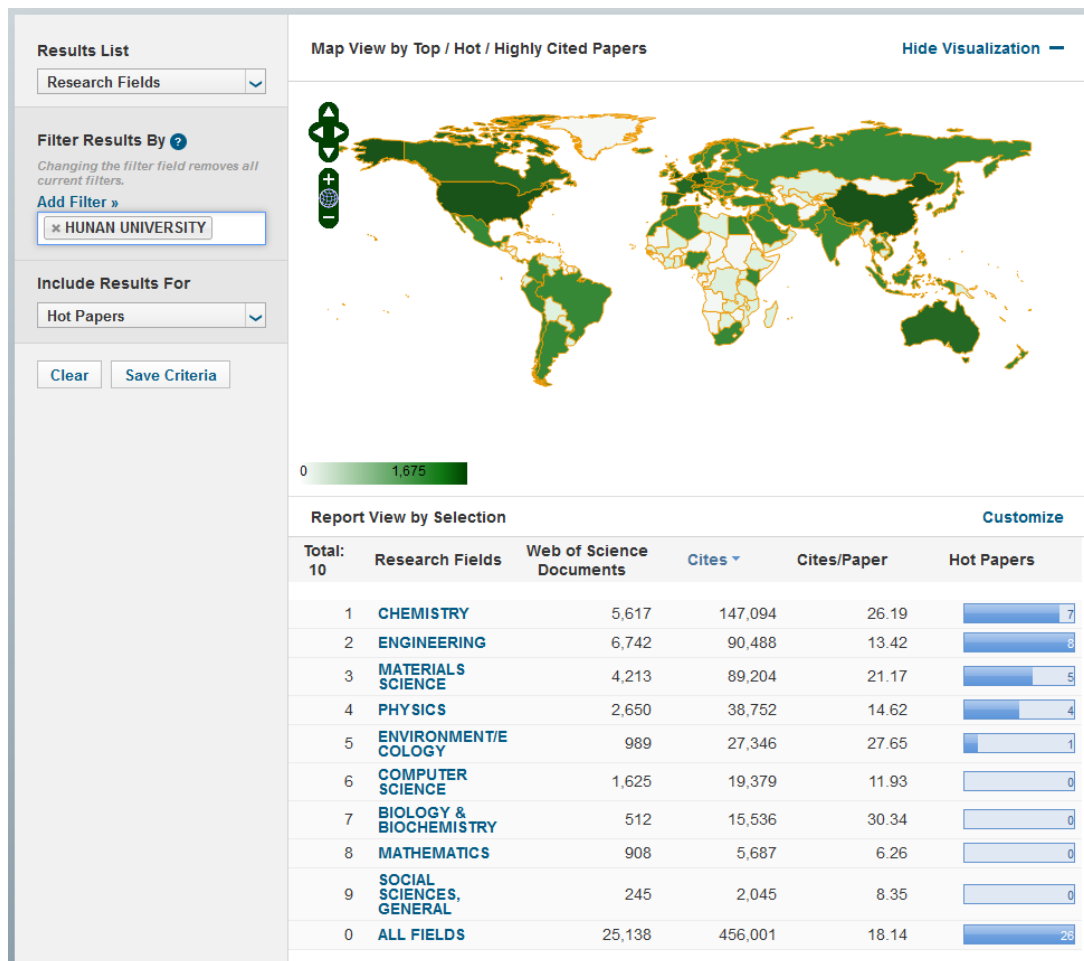 Results List
Research Fields
Filter Results By ?
Changing the filter field removes all
current filters.
Add Filter »
× HUNAN UNIVERSITY
Include Results For
Hot Papers
Clear Save Criteria
Map View by Top / Hot / Highly Cited Papers Hide Visualization
0 1,675
Report View by Selection Customize
Total:
10 Research Fields Web of Science
Documents Cites Cites/Paper Hot Papers
1 CHEMISTRY 5,617 147,094 26.19 7
2 ENGINEERING 6,742 90,488 13.42 8
3 MATERIALS
SCIENCE 4,213 89,204 21.17 5
4 PHYSICS 2,650 38,752 14.62 4
5 ENVIRONMENT/E
COLOGY 989 27,346 27.65 1
6 COMPUTER
SCIENCE 1,625 19,379 11.93 0
7 BIOLOGY &
BIOCHEMISTRY 512 15,536 30.34 0
8 MATHEMATICS 908 5,687 6.26 0
9 SOCIAL
SCIENCES,
GENERAL 245 2,045 8.35 0
0 ALL FIELDS 25,138 456,001 18.14 26